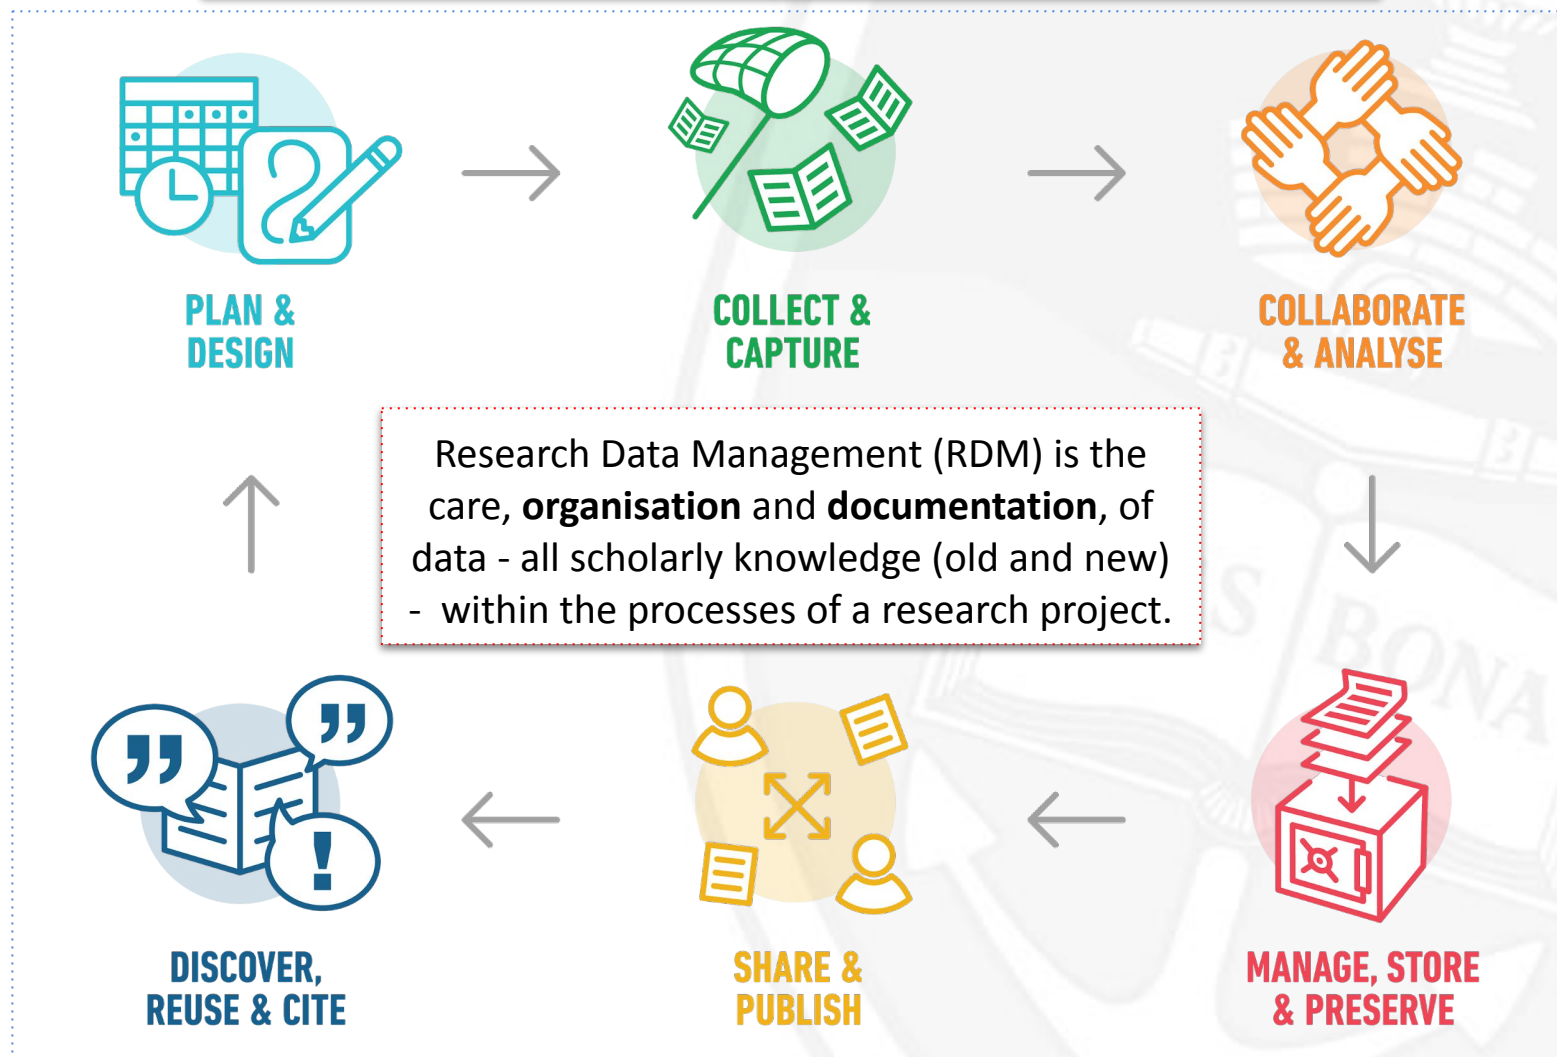 PLAN &
DESIGN
COLLECT &
CAPTURE
COLLABORATE
& ANALYSE
Research Data Management (RDM) is the
care, organisation and documentation, of
data - all scholarly knowledge (old and new)
- within the processes of a research project.
DISCOVER,
REUSE & CITE
SHARE &
PUBLISH
MANAGE, STORE
& PRESERVE
BONA